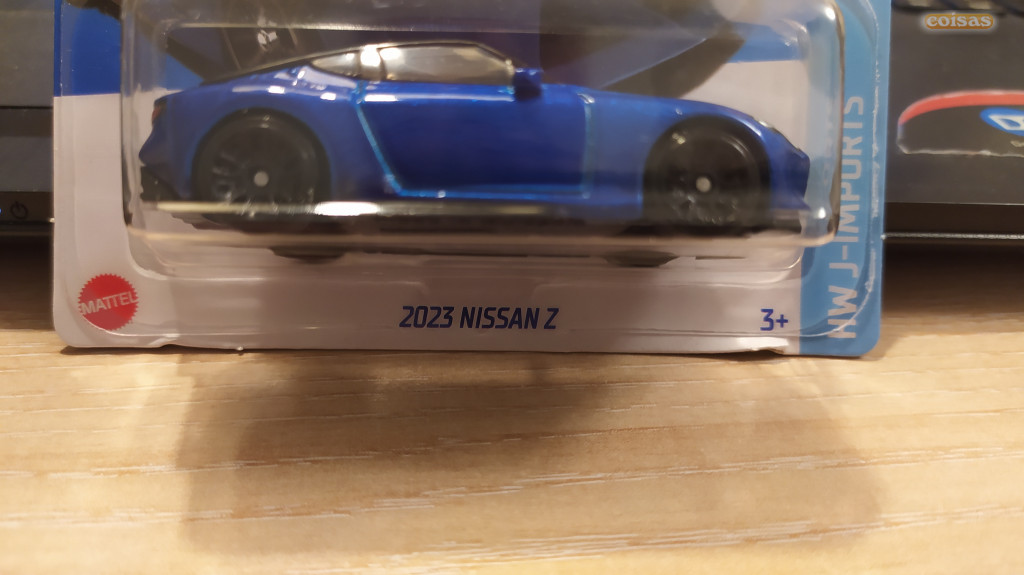 coisas
HW J-IMPORTS
MATTEL
2023 NISSAN Z
3+